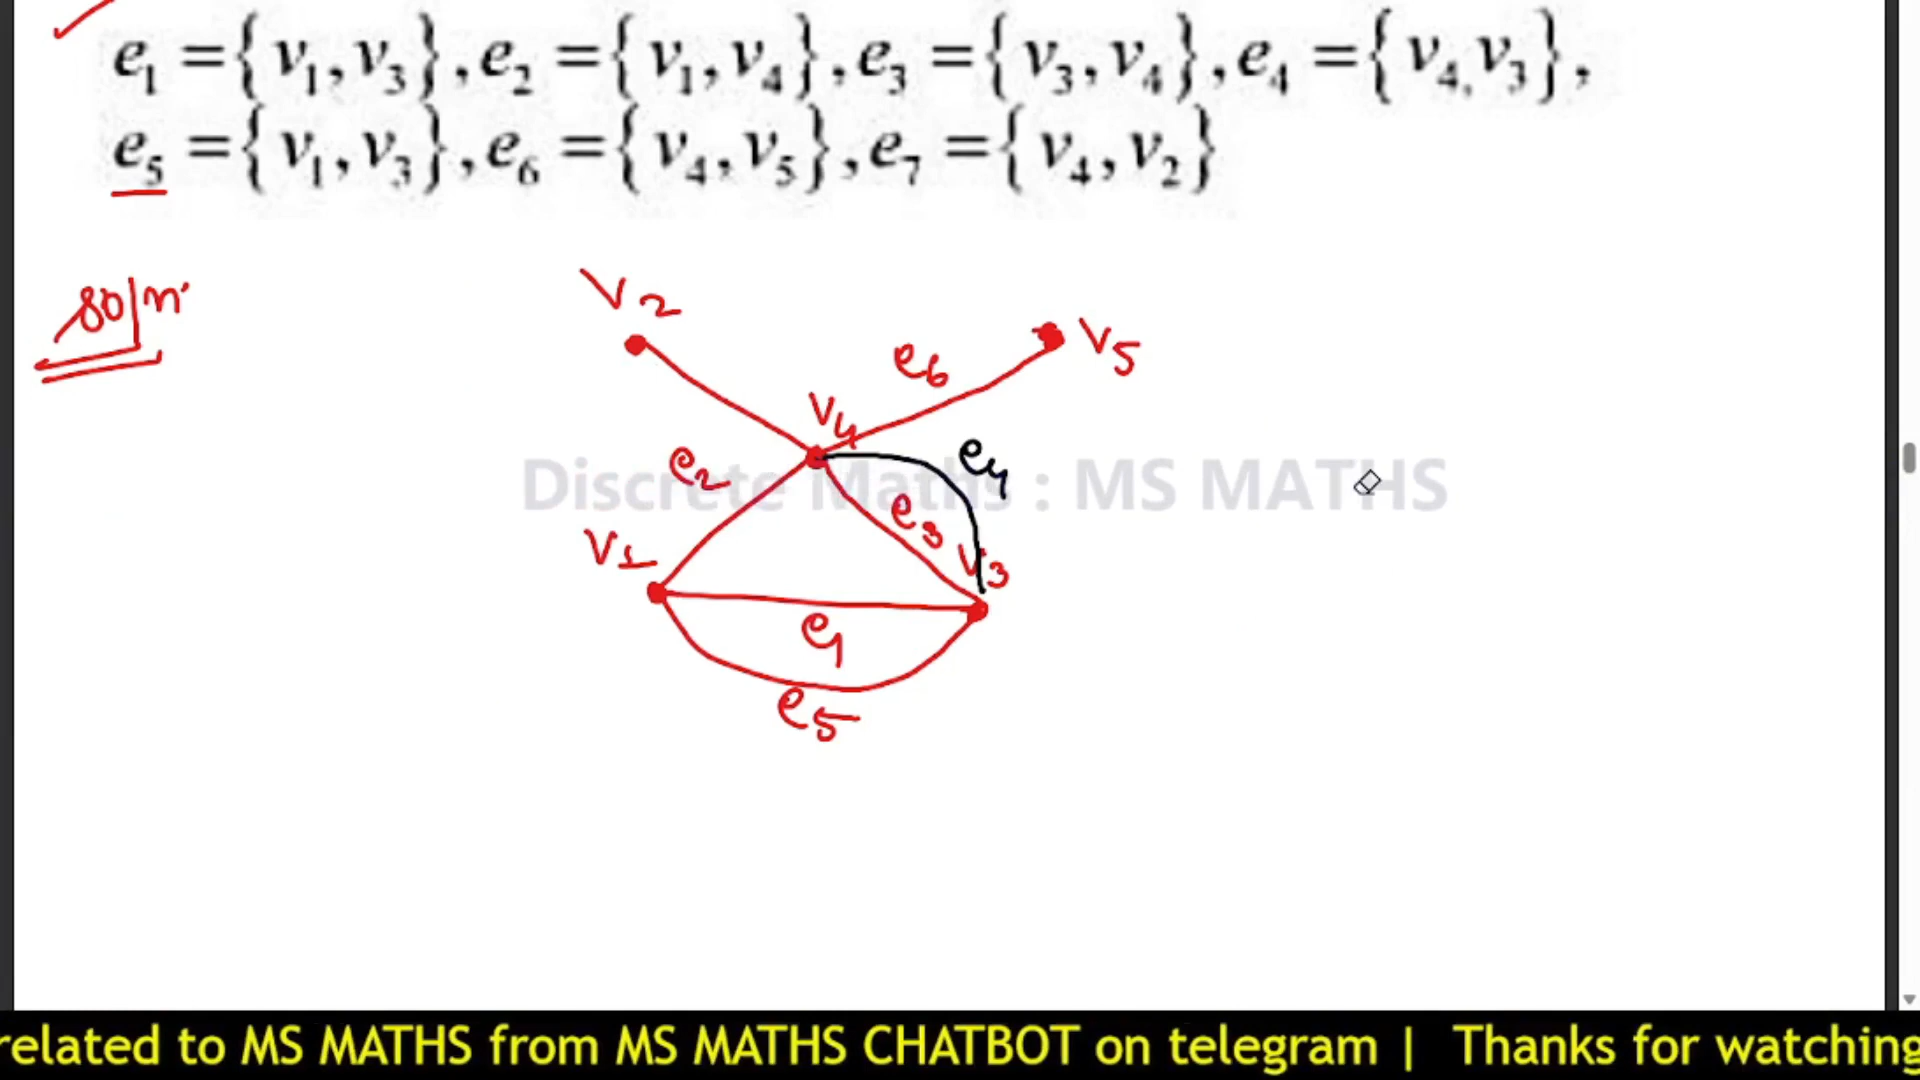 e₁ = { v₁, v₃ }, e₂ = { v₁, v₄ }, e₃ = { v₃, v₄ }, e₄ = { v₄, v₃ },
e₅ = { v₁, v₃ }, e₆ = { v₄, v₅ }, e₇ = { v₄, v₂ }
Sol/n:
V2
V5
e6
V4
e4
e2
Discrete Maths : MS MATHS
e3
V1
V3
e1
e5
related to MS MATHS from MS MATHS CHATBOT on telegram | Thanks for watching